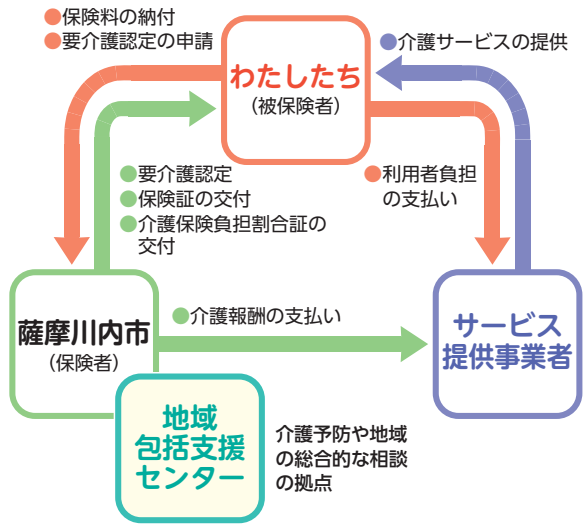 ●保険料の納付
●要介護認定の申請
わたしたち
（被保険者）
●介護サービスの提供
●要介護認定
●保険証の交付
●介護保険負担割合証の
交付
●利用者負担
の支払い
薩摩川内市
（保険者）
●介護報酬の支払い
サービス
提供事業者
地域
包括支援
センター
介護予防や地域
の総合的な相談
の拠点